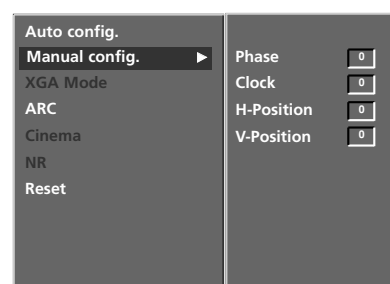 Auto config.
Manual config.
XGA Mode
ARC
Cinema
NR
Reset
Phase 0
Clock 0
H-Position 0
V-Position 0